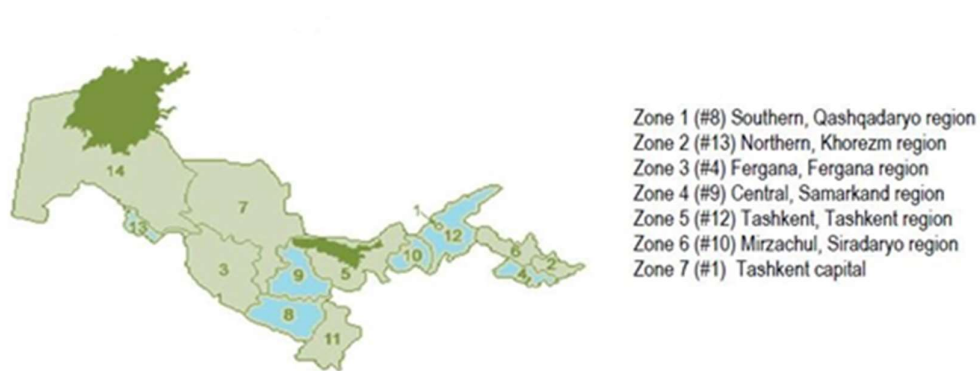 Zone 1 (#8) Southern, Qashqadaryo region
Zone 2 (#13) Northern, Khorezm region
Zone 3 (#4) Fergana, Fergana region
Zone 4 (#9) Central, Samarkand region
Zone 5 (#12) Tashkent, Tashkent region
Zone 6 (#10) Mirzachul, Siradaryo region
Zone 7 (#1) Tashkent capital
14
7
1
13
12
10
6
2
3
9
5
4
8
11